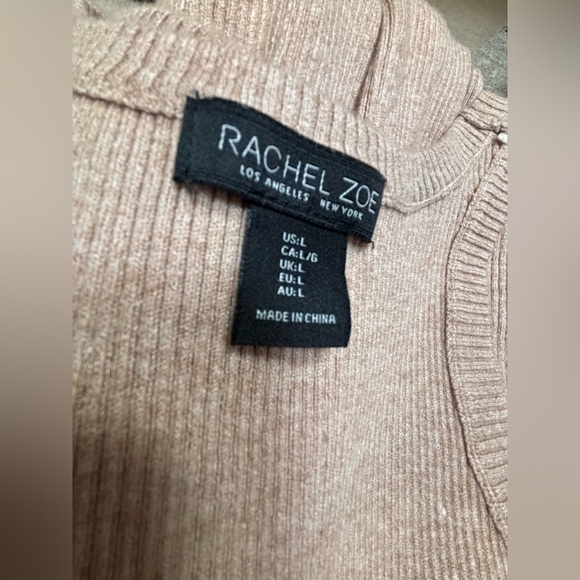 RACHEL ZOE
LOS ANGELES NEW YORK
US:L
CA:L/G
UK:L
EU:L
AU:L
MADE IN CHINA